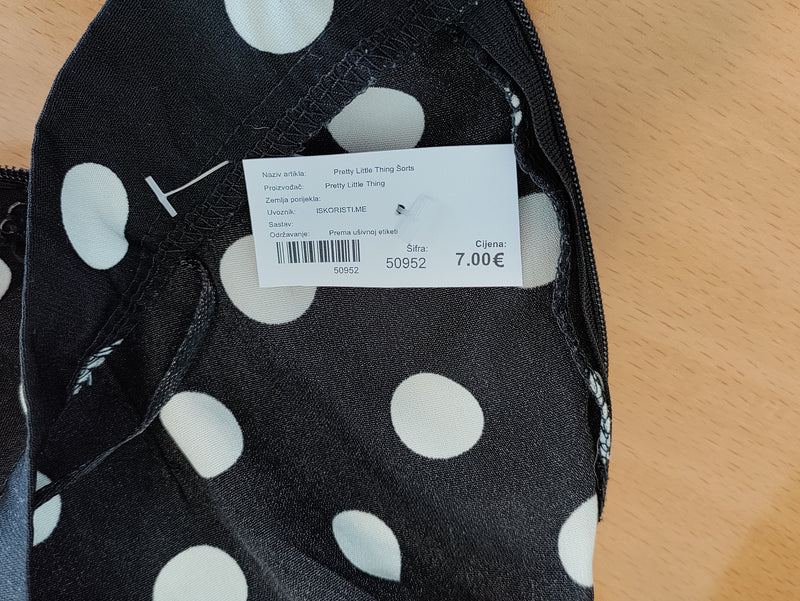 Naziv artikla: Pretty Little Thing Šorts
Proizvođač: Pretty Little Thing
Zemlja porijekla:
Uvoznik: ISKORISTI.ME
Sastav:
Održavanje: Prema ušivnoj etiketi
50952
Šifra:
50952
Cijena:
7.00€